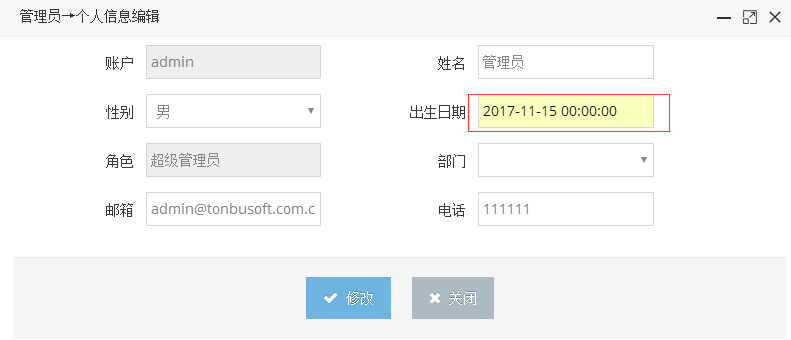 管理员→个人信息编辑
账户 admin 姓名 管理员
性别 男 出生日期 2017-11-15 00:00:00
角色 超级管理员 部门
邮箱 admin@tonbusoft.com.c 电话 111111
修改 关闭